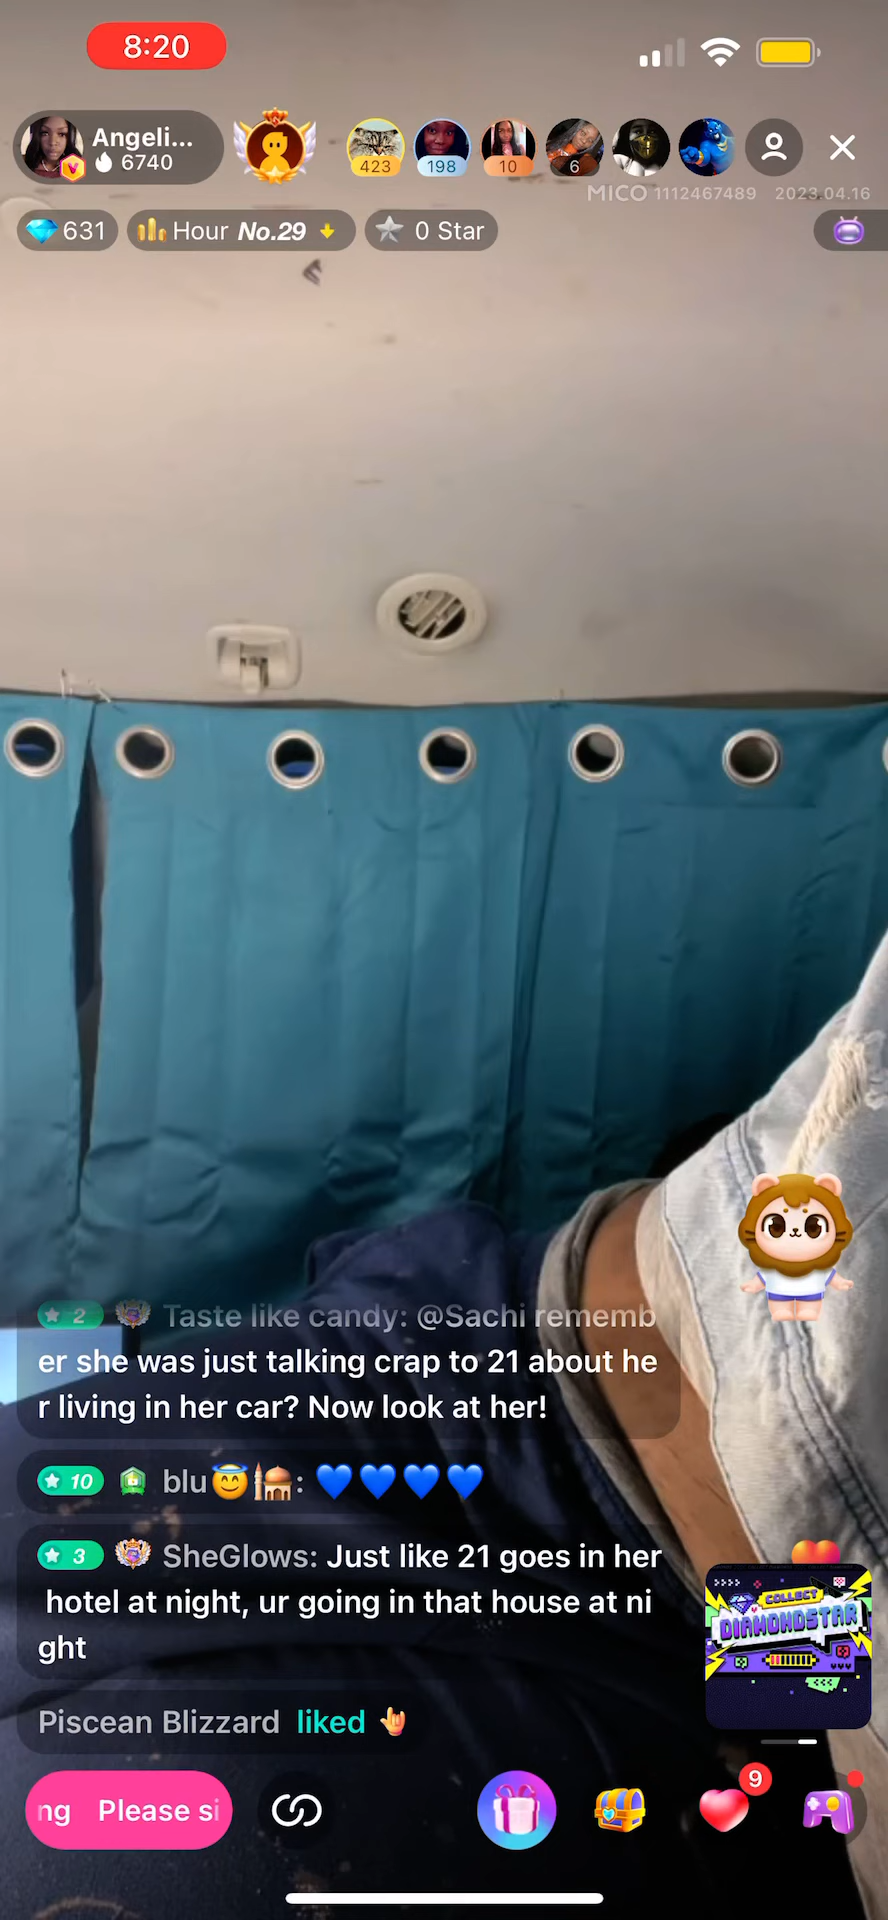 8:20
Angeli...
6740
423
198
10
6
MICO 1112467489 2023.04.16
631
Hour No.29
0 Star
2 Taste like candy: @Sachi rememb
er she was just talking crap to 21 about he
r living in her car? Now look at her!
10 blu😇🕌: 💙💙💙💙
3 SheGlows: Just like 21 goes in her
hotel at night, ur going in that house at ni
ght
COLLECT
DIAMONDSTAR
Piscean Blizzard liked 🤟
ng Please si
9